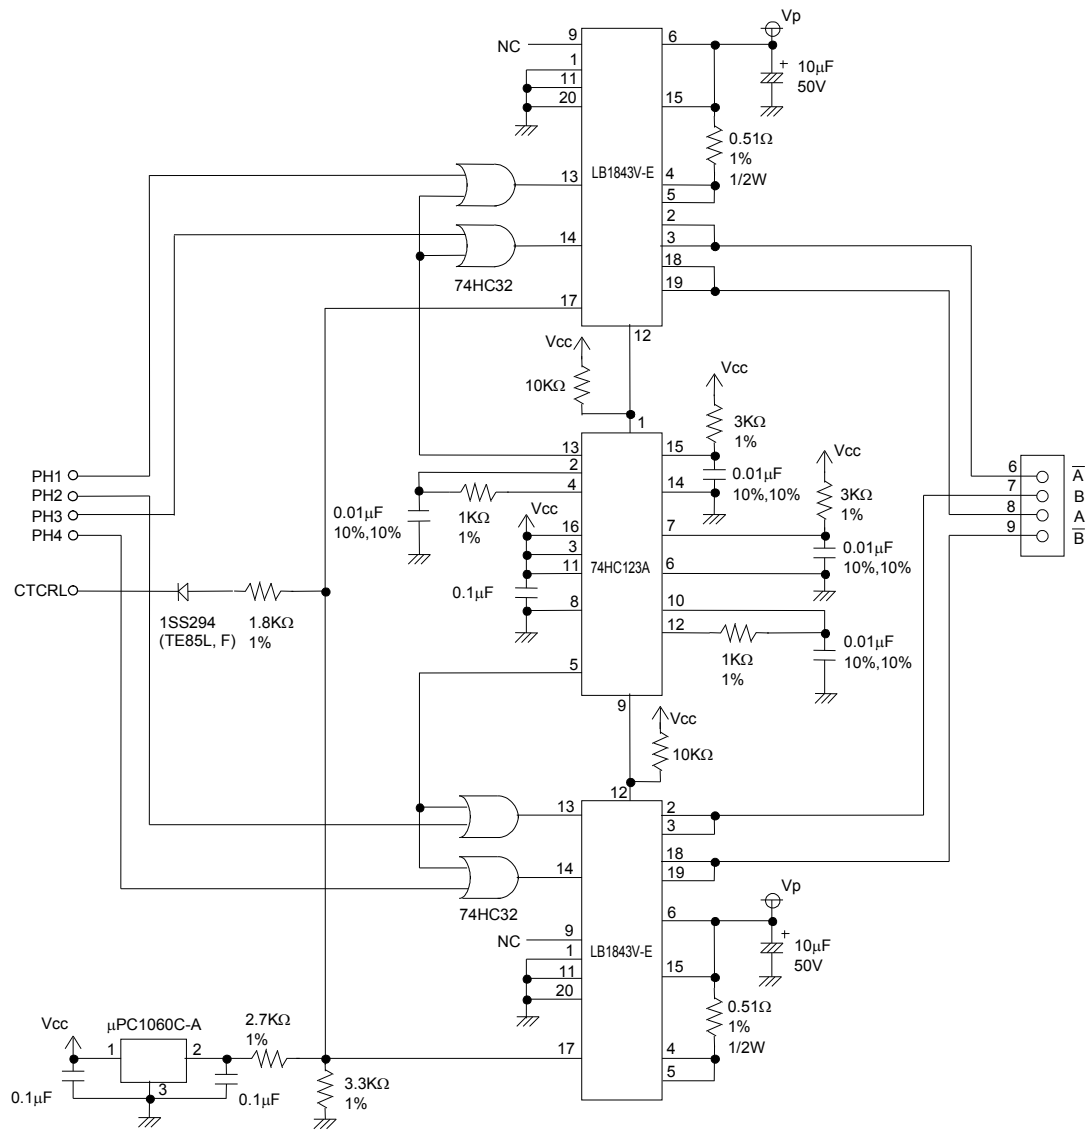 Vp
NC
9
6
1
11
20
10µF
50V
15
0.51Ω
1%
1/2W
LB1843V-E
13
4
5
2
14
3
74HC32
18
17
19
12
Vcc
10KΩ
1
Vcc
3KΩ
1%
13
15
2
0.01µF
10%,10%
4
14
0.01µF
10%,10%
1KΩ
1%
Vcc
Vcc
3KΩ
1%
16
7
3
0.01µF
10%,10%
11
74HC123A
6
0.1µF
8
10
12
1KΩ
1%
0.01µF
10%,10%
5
9
PH1
PH2
PH3
PH4
CTCRL
1SS294
(TE85L, F)
1.8KΩ
1%
6
A
7
B
8
A
9
B
Vcc
10KΩ
12
13
2
3
14
18
19
74HC32
Vp
NC
9
6
1
LB1843V-E
10µF
50V
11
15
20
0.51Ω
1%
1/2W
17
4
5
Vcc
µPC1060C-A
1
2
3
2.7KΩ
1%
0.1µF
0.1µF
3.3KΩ
1%